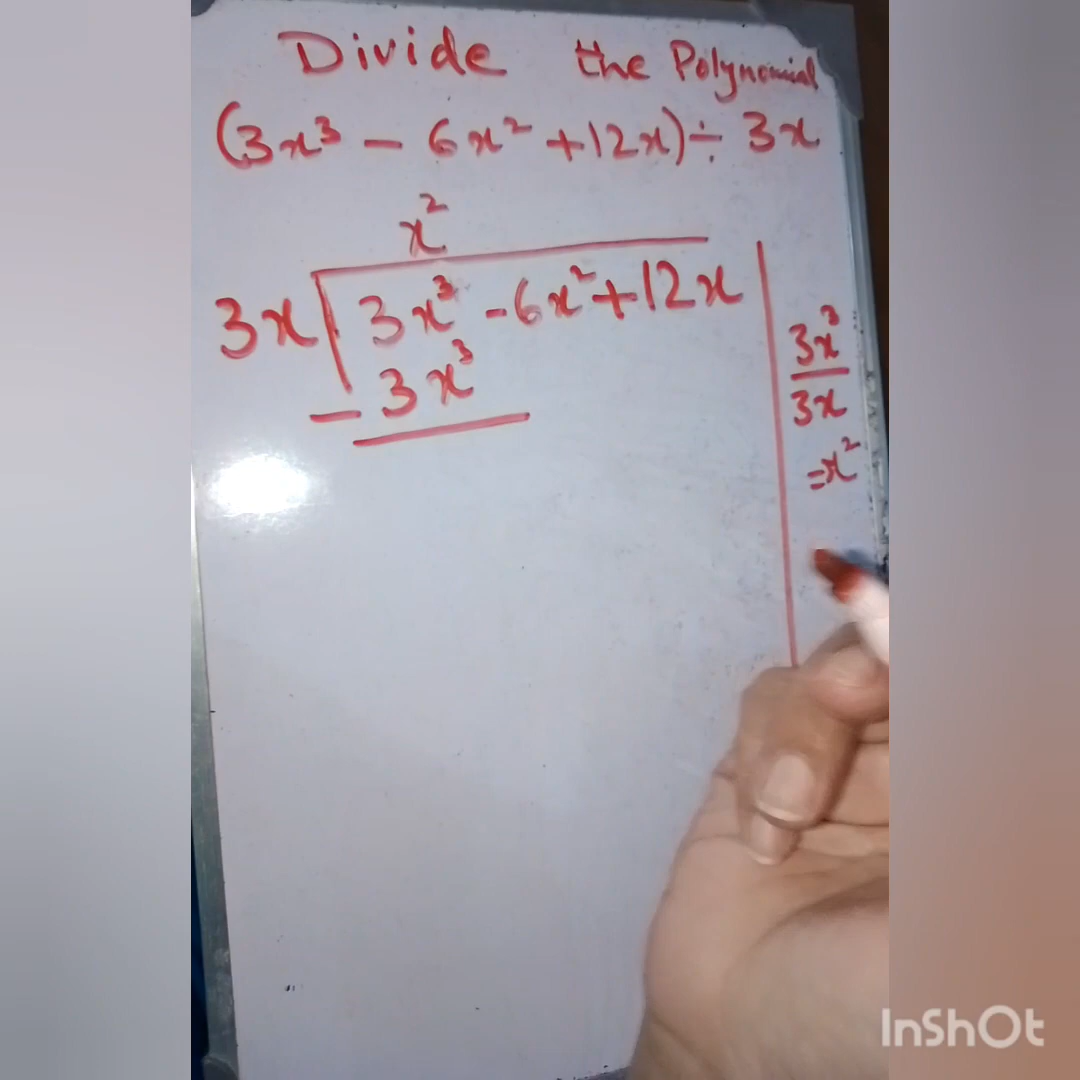 Divide the Polynomial
(3x³ - 6x² + 12x) ÷ 3x
x²
3x 3x³ - 6x² + 12x
- 3x³
3x³
3x
= x²
InShOt